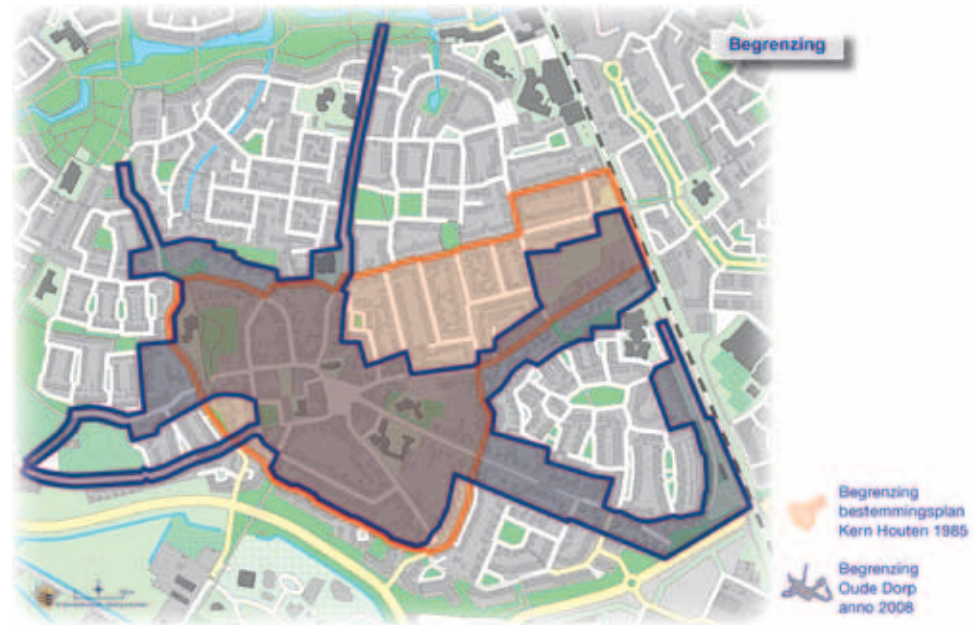 Begrenzing
Begrenzing
bestemmingsplan
Kern Houten 1985
Begrenzing
Oude Dorp
anno 2008